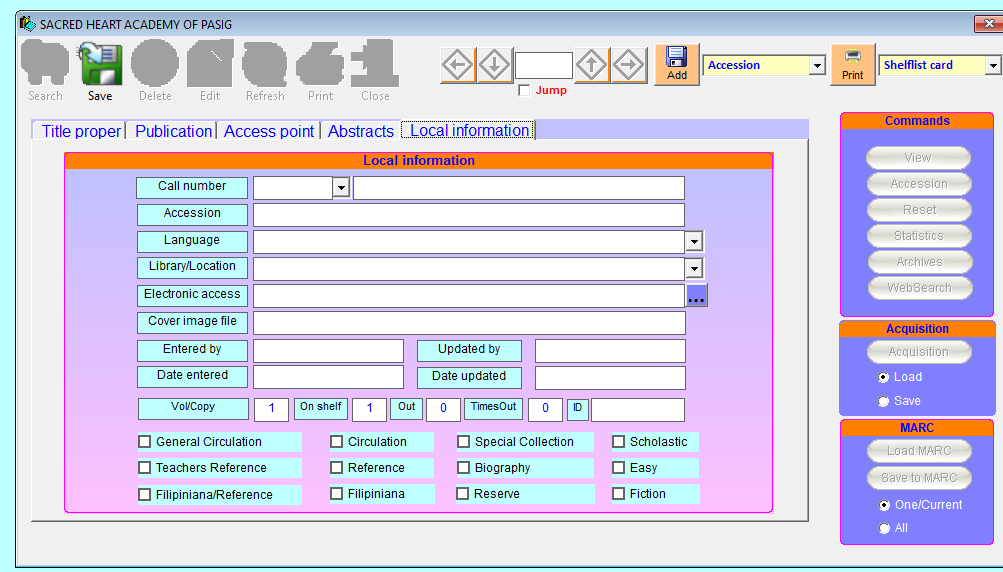 SACRED HEART ACADEMY OF PASIG
Search Save Delete Edit Refresh Print Close
Jump
Add
Accession
Print
Shelflist card
Title proper Publication Access point Abstracts Local information
Local information
Call number
Accession
Language
Library/Location
Electronic access ...
Cover image file
Entered by Updated by
Date entered Date updated
Vol/Copy 1 On shelf 1 Out 0 TimesOut 0 ID
General Circulation Circulation Special Collection Scholastic
Teachers Reference Reference Biography Easy
Filipiniana/Reference Filipiniana Reserve Fiction
Commands
View
Accession
Reset
Statistics
Archives
WebSearch
Acquisition
Acquisition
Load
Save
MARC
Load MARC
Save to MARC
One/Current
All